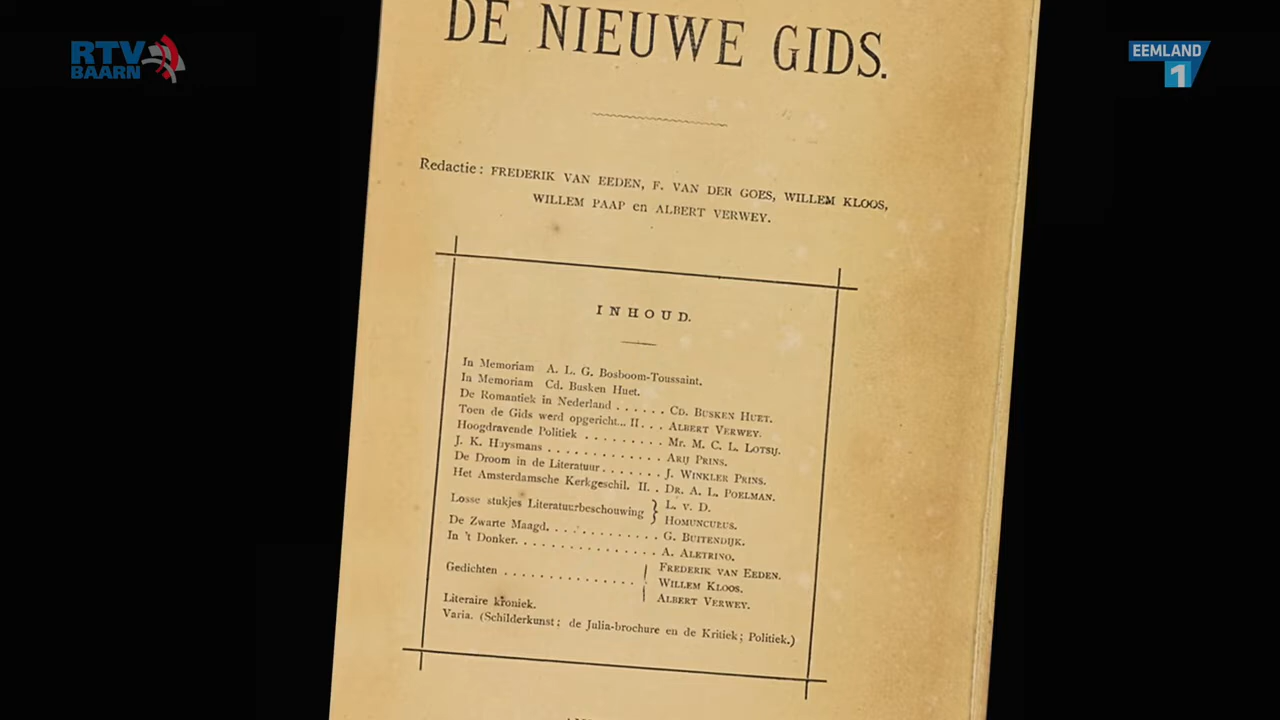 RTV
BAARN
EEMLAND
1
DE NIEUWE GIDS.
Redactie: FREDERIK VAN EEDEN, F. VAN DER GOES, WILLEM KLOOS,
WILLEM PAAP en ALBERT VERWEY.
INHOUD.
In Memoriam A. L. G. Bosboom-Toussaint.
In Memoriam Cd. Busken Huet.
De Romantiek in Nederland . . . . . . CD. BUSKEN HUET.
Toen de Gids werd opgericht... II . . . ALBERT VERWEY.
Hoogdravende Politiek . . . . . . . . . Mr. M. C. L. LOTSIJ.
J. K. Huysmans . . . . . . . . . . . . . ARIJ PRINS.
De Droom in de Literatuur . . . . . . . J. WINKLER PRINS.
Het Amsterdamsche Kerkgeschil. II. . DR. A. L. POELMAN.
Losse stukjes Literatuurbeschouwing } L. v. D.
HOMUNCULUS.
De Zwarte Maagd. . . . . . . . . . . . . G. BUITENDIJK.
In 't Donker. . . . . . . . . . . . . . . . A. ALETRINO.
Gedichten . . . . . . . . . . . . . . . FREDERIK VAN EEDEN.
WILLEM KLOOS.
ALBERT VERWEY.
Literaire kroniek.
Varia. (Schilderkunst; de Julia-brochure en de Kritiek; Politiek.)